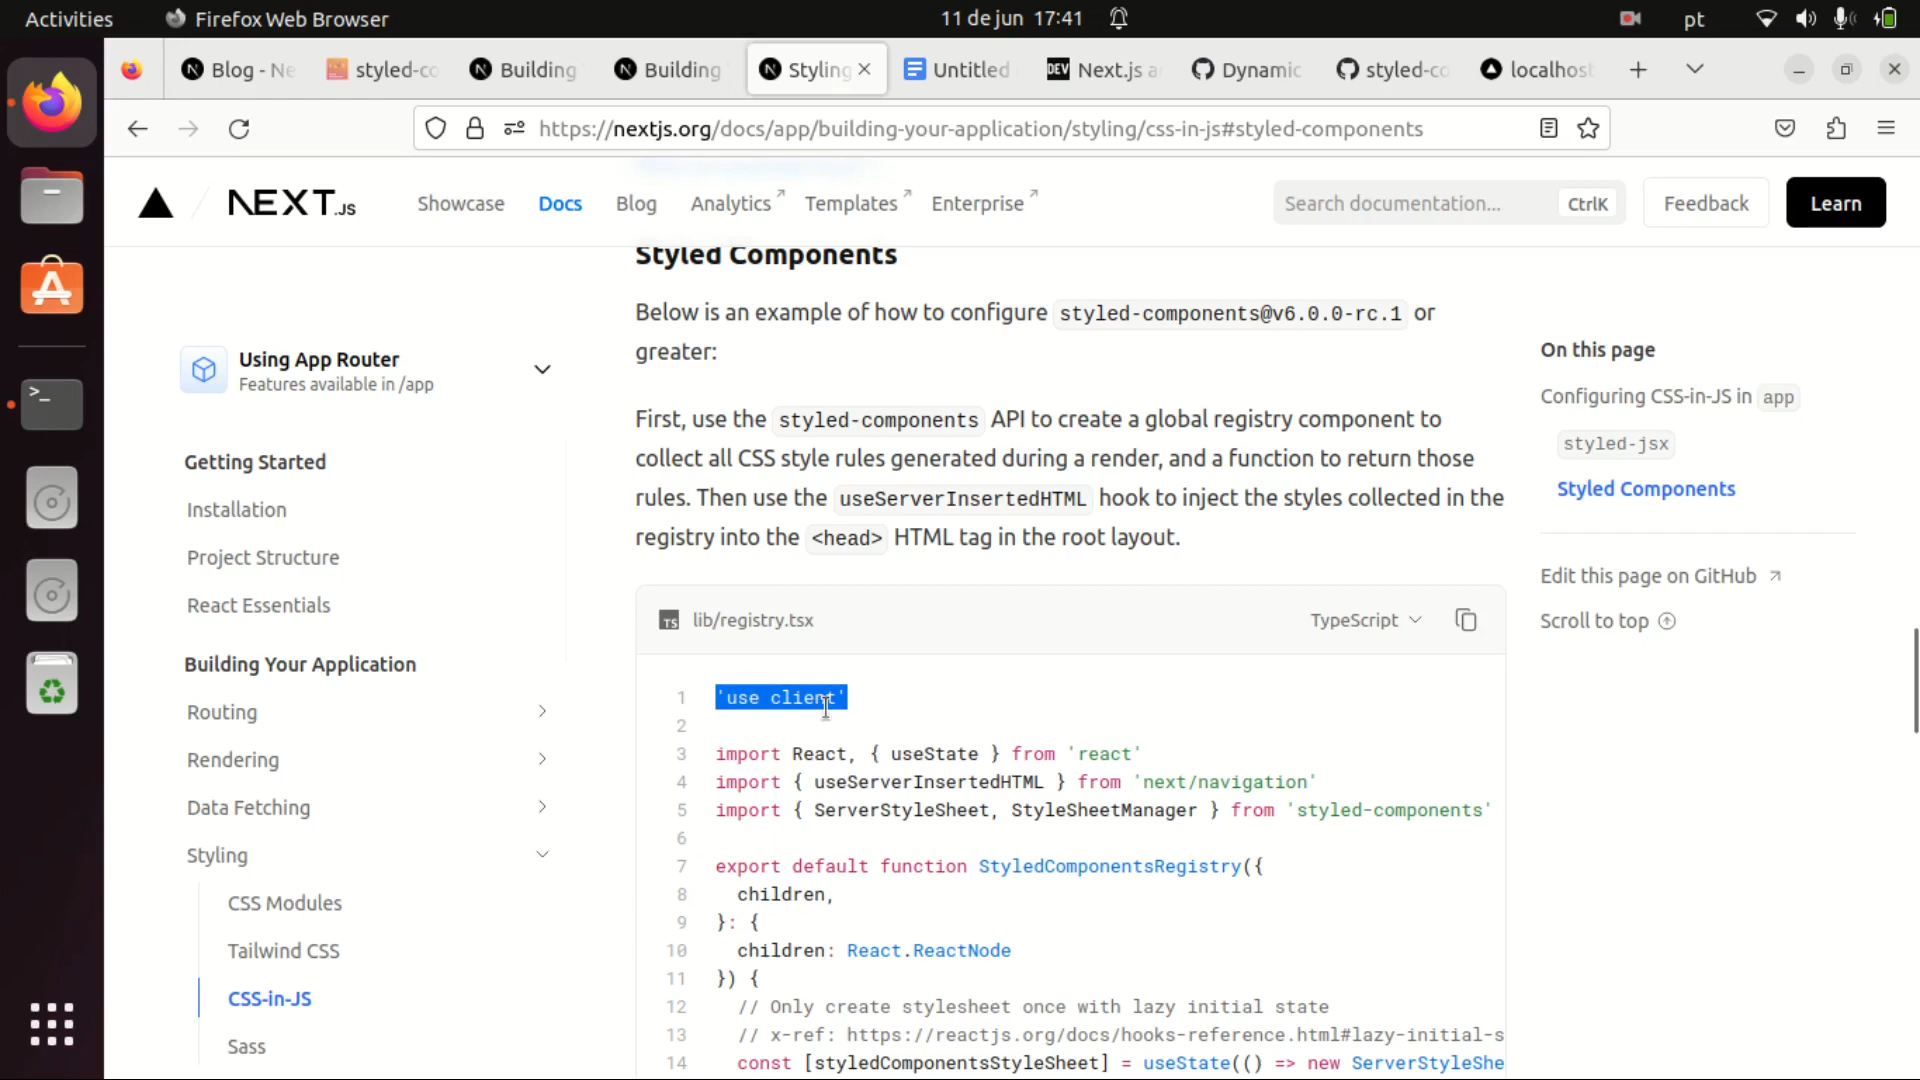 Activities
Firefox Web Browser
11 de jun 17:41
pt
Blog - Ne
styled-co
Building
Building
Styling
Untitled
DEV Next.js a
Dynamic
styled-co
localhost
https://nextjs.org/docs/app/building-your-application/styling/css-in-js#styled-components
NEXT.JS
Showcase
Docs
Blog
Analytics
Templates
Enterprise
Search documentation...
CtrlK
Feedback
Learn
Using App Router
Features available in /app
Getting Started
Installation
Project Structure
React Essentials
Building Your Application
Routing
Rendering
Data Fetching
Styling
CSS Modules
Tailwind CSS
CSS-in-JS
Sass
Styled Components
Below is an example of how to configure styled-components@v6.0.0-rc.1 or
greater:
First, use the styled-components API to create a global registry component to
collect all CSS style rules generated during a render, and a function to return those
rules. Then use the useServerInsertedHTML hook to inject the styles collected in the
registry into the <head> HTML tag in the root layout.
TS lib/registry.tsx
TypeScript
1 'use client'
2
3 import React, { useState } from 'react'
4 import { useServerInsertedHTML } from 'next/navigation'
5 import { ServerStyleSheet, StyleSheetManager } from 'styled-components'
6
7 export default function StyledComponentsRegistry({
8 children,
9 }: {
10 children: React.ReactNode
11 }) {
12 // Only create stylesheet once with lazy initial state
13 // x-ref: https://reactjs.org/docs/hooks-reference.html#lazy-initial-s
14 const [styledComponentsStyleSheet] = useState(() => new ServerStyleShe
On this page
Configuring CSS-in-JS in app
styled-jsx
Styled Components
Edit this page on GitHub
Scroll to top